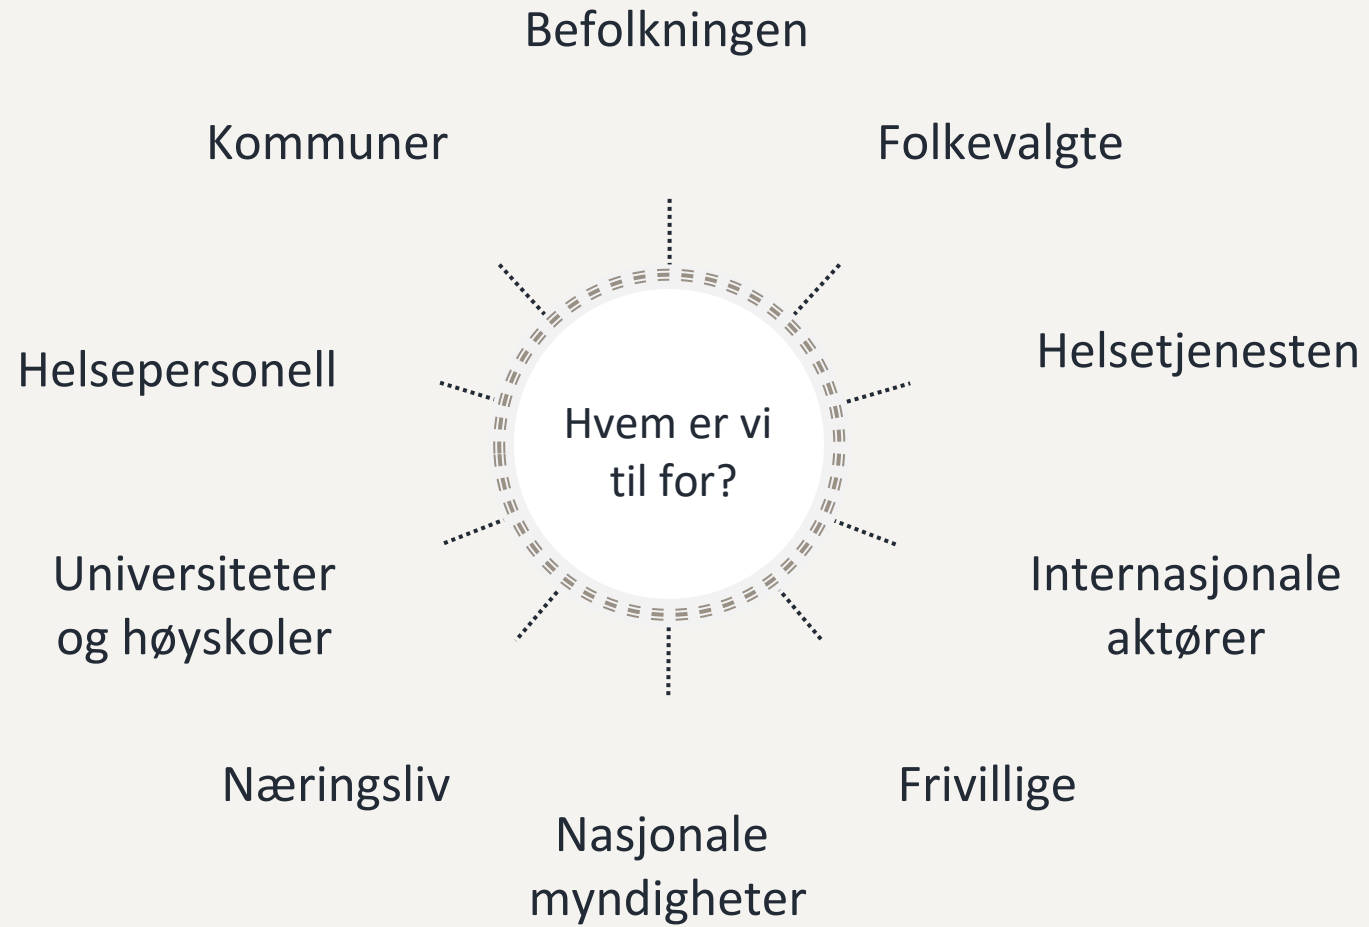 Befolkningen
Kommuner
Folkevalgte
Helsepersonell
Helsetjenesten
Hvem er vi
til for?
Universiteter
og høyskoler
Internasjonale
aktører
Næringsliv
Frivillige
Nasjonale
myndigheter